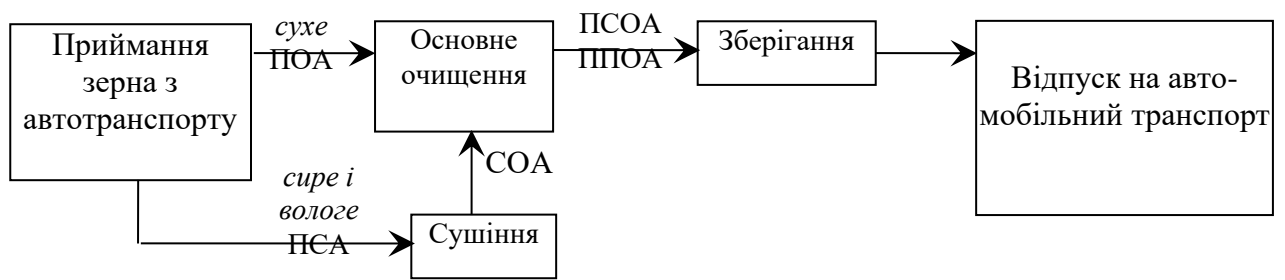 Приймання
зерна з
автотранспорту
сухе
ПОА
Основне
очищення
ПСОА
ППОА
Зберігання
Відпуск на авто-
мобільний транспорт
СОА
сире і
вологе
ПСА
Сушіння